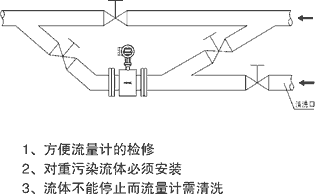 清洗口
1、方便流量计的检修
2、对重污染流体必须安装
3、流体不能停止而流量计需清洗